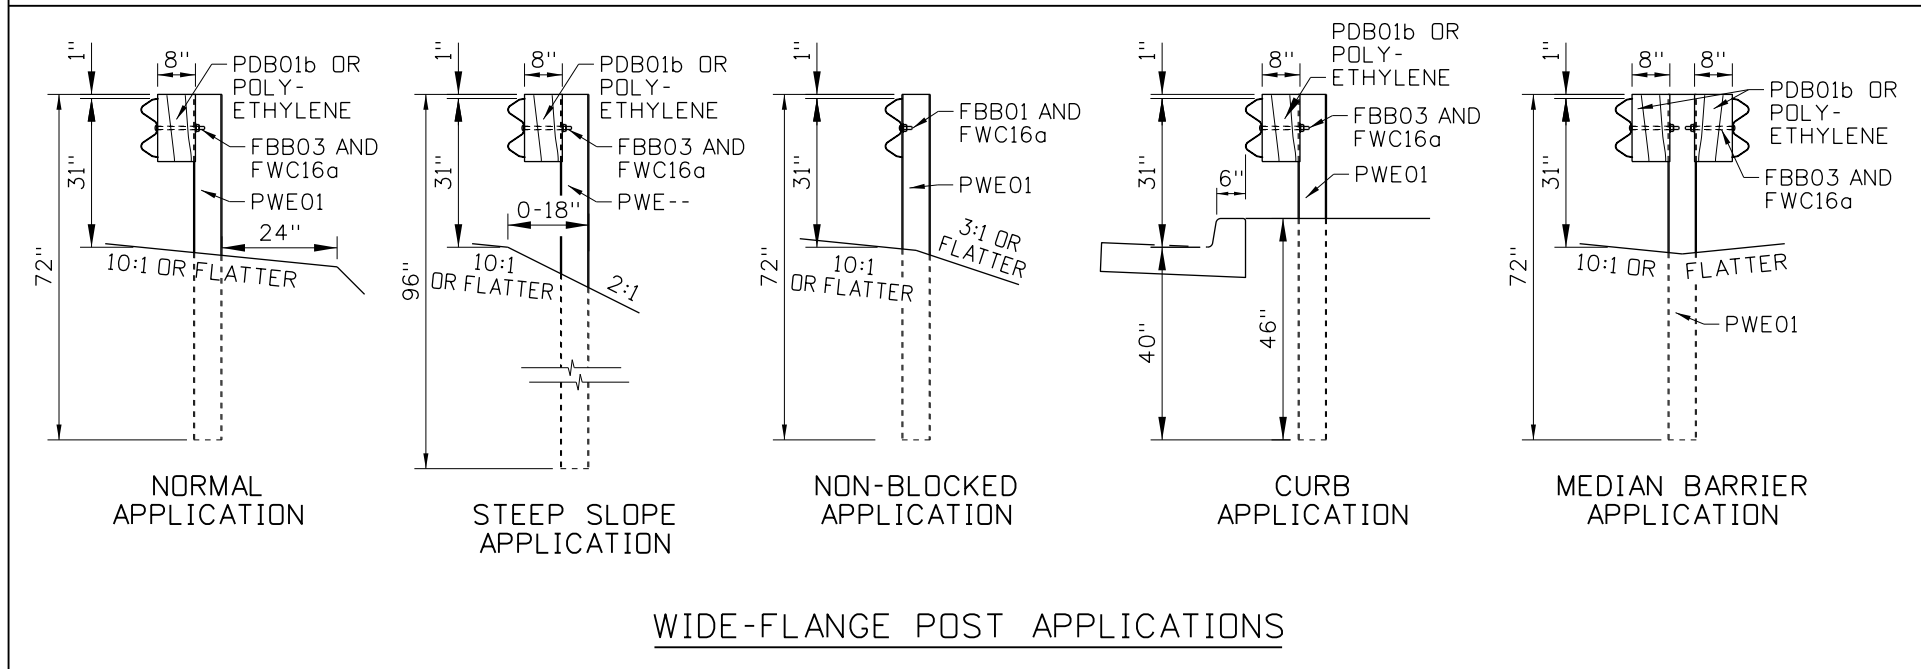 1"
8"
PDB01b OR
POLY-
ETHYLENE
FBB03 AND
FWC16a
31"
PWE01
24"
72"
10:1 OR FLATTER
NORMAL
APPLICATION
1"
8"
PDB01b OR
POLY-
ETHYLENE
FBB03 AND
FWC16a
31"
PWE--
0-18"
96"
10:1
OR FLATTER
2:1
STEEP SLOPE
APPLICATION
1"
FBB01 AND
FWC16a
31"
PWE01
72"
10:1
OR FLATTER
3:1 OR
FLATTER
NON-BLOCKED
APPLICATION
1"
8"
PDB01b OR
POLY-
ETHYLENE
FBB03 AND
FWC16a
31"
6"
PWE01
40"
46"
CURB
APPLICATION
1"
8"
8"
PDB01b OR
POLY-
ETHYLENE
31"
FBB03 AND
FWC16a
72"
10:1 OR FLATTER
PWE01
MEDIAN BARRIER
APPLICATION
WIDE-FLANGE POST APPLICATIONS